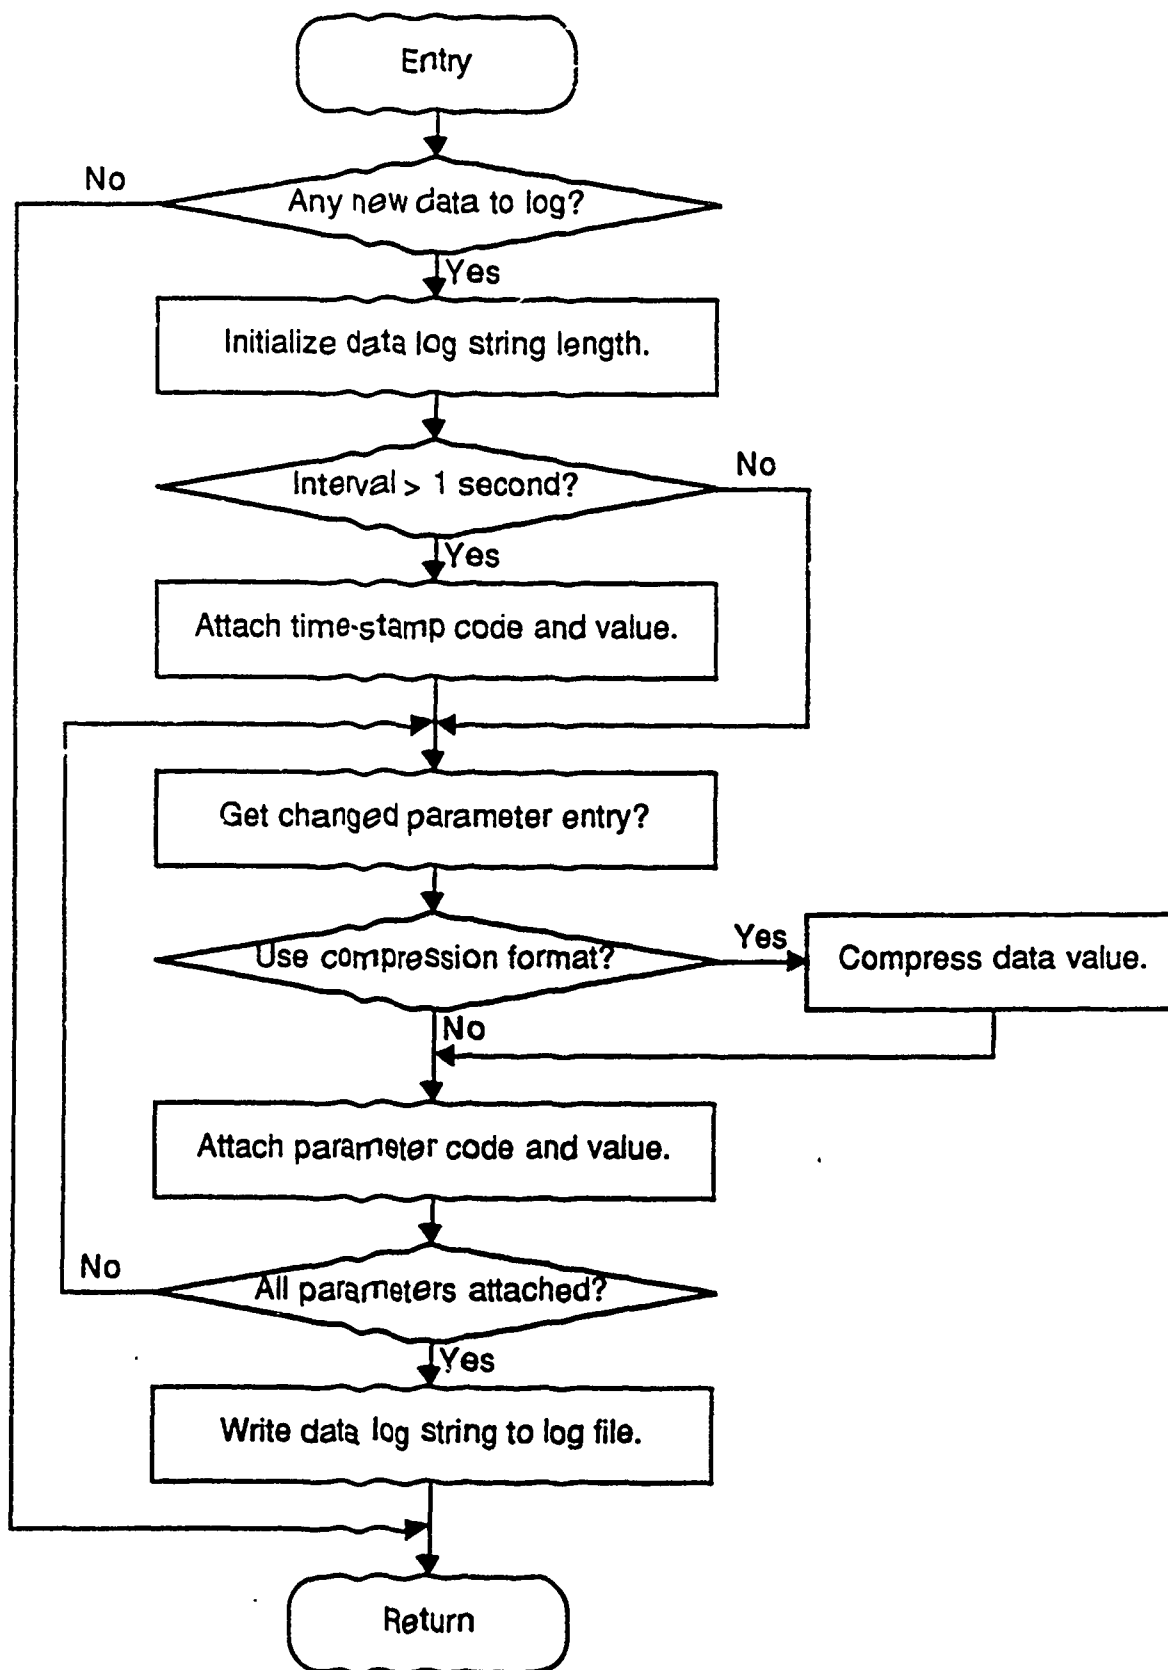 Entry
No
Any new data to log?
Yes
Initialize data log string length.
Interval > 1 second?
No
Yes
Attach time-stamp code and value.
Get changed parameter entry?
Use compression format?
Yes
Compress data value.
No
Attach parameter code and value.
No
All parameters attached?
Yes
Write data log string to log file.
Return